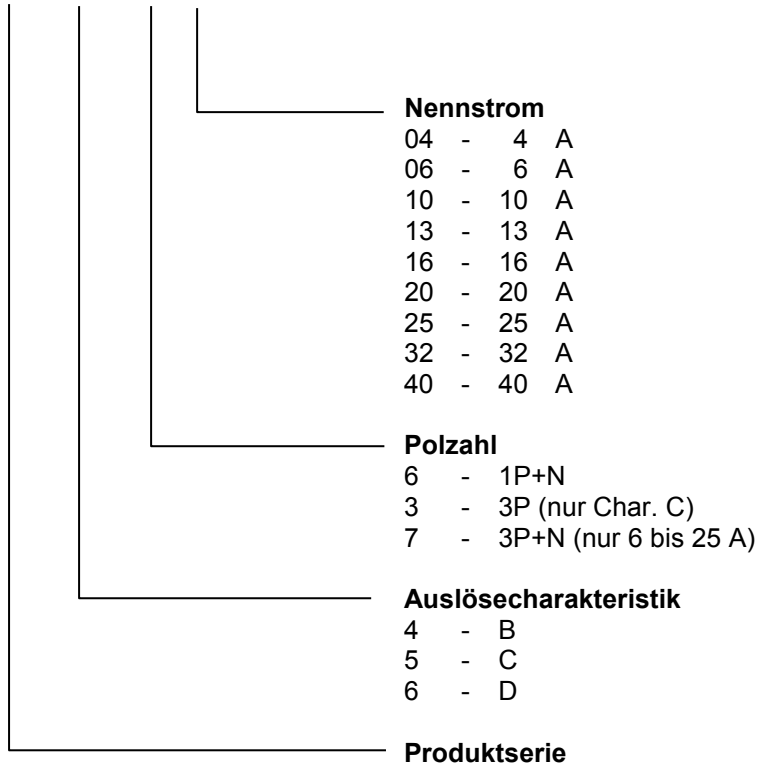 Nennstrom
04 - 4 A
06 - 6 A
10 - 10 A
13 - 13 A
16 - 16 A
20 - 20 A
25 - 25 A
32 - 32 A
40 - 40 A
Polzahl
6 - 1P+N
3 - 3P (nur Char. C)
7 - 3P+N (nur 6 bis 25 A)
Auslösecharakteristik
4 - B
5 - C
6 - D
Produktserie